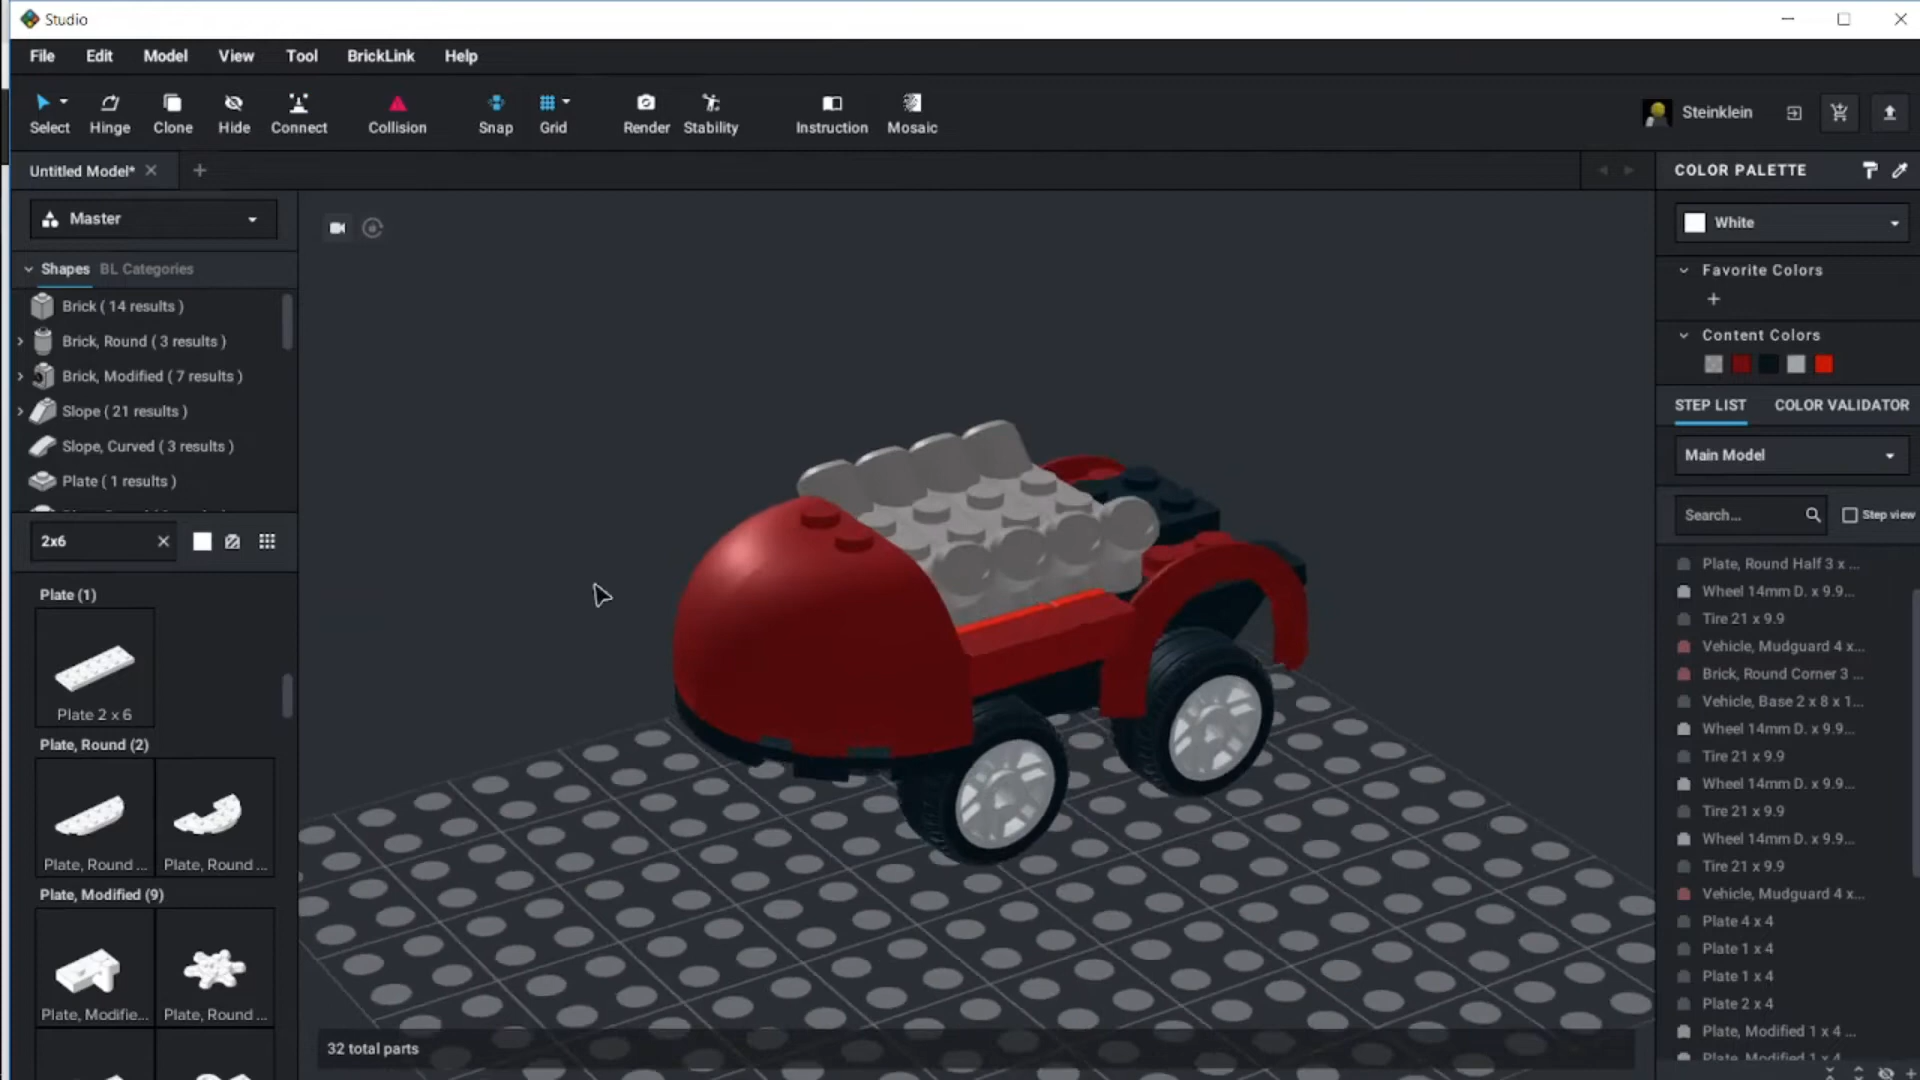 Studio
File Edit Model View Tool BrickLink Help
Select Hinge Clone Hide Connect Collision Snap Grid Render Stability Instruction Mosaic
Steinklein
Untitled Model*
Master
Shapes BL Categories
Brick ( 14 results )
Brick, Round ( 3 results )
Brick, Modified ( 7 results )
Slope ( 21 results )
Slope, Curved ( 3 results )
Plate ( 1 results )
2x6
Plate (1)
Plate 2 x 6
Plate, Round (2)
Plate, Round ... Plate, Round ...
Plate, Modified (9)
Plate, Modifie... Plate, Round ...
32 total parts
COLOR PALETTE
White
Favorite Colors
Content Colors
STEP LIST COLOR VALIDATOR
Main Model
Search... Step view
Plate, Round Half 3 x ...
Wheel 14mm D. x 9.9...
Tire 21 x 9.9
Vehicle, Mudguard 4 x...
Brick, Round Corner 3 ...
Vehicle, Base 2 x 8 x 1...
Wheel 14mm D. x 9.9...
Tire 21 x 9.9
Wheel 14mm D. x 9.9...
Tire 21 x 9.9
Wheel 14mm D. x 9.9...
Tire 21 x 9.9
Vehicle, Mudguard 4 x...
Plate 4 x 4
Plate 1 x 4
Plate 1 x 4
Plate 2 x 4
Plate, Modified 1 x 4 ...
Plate, Modified 1 x 4